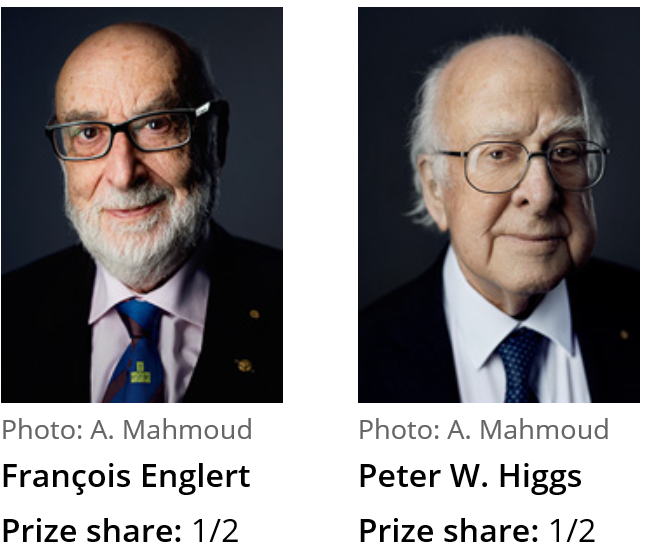 Photo: A. Mahmoud
Photo: A. Mahmoud
François Englert
Peter W. Higgs
Prize share: 1/2
Prize share: 1/2